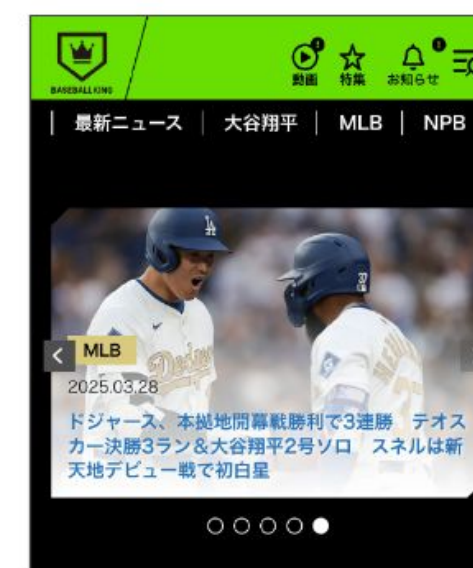 BASEBALL KING
動画
特集
お知らせ
最新ニュース | 大谷翔平 | MLB | NPB
MLB
2025.03.28
ドジャース、本拠地開幕戦勝利で3連勝　テオス
カー決勝3ラン&大谷翔平2号ソロ　スネルは新
天地デビュー戦で初白星